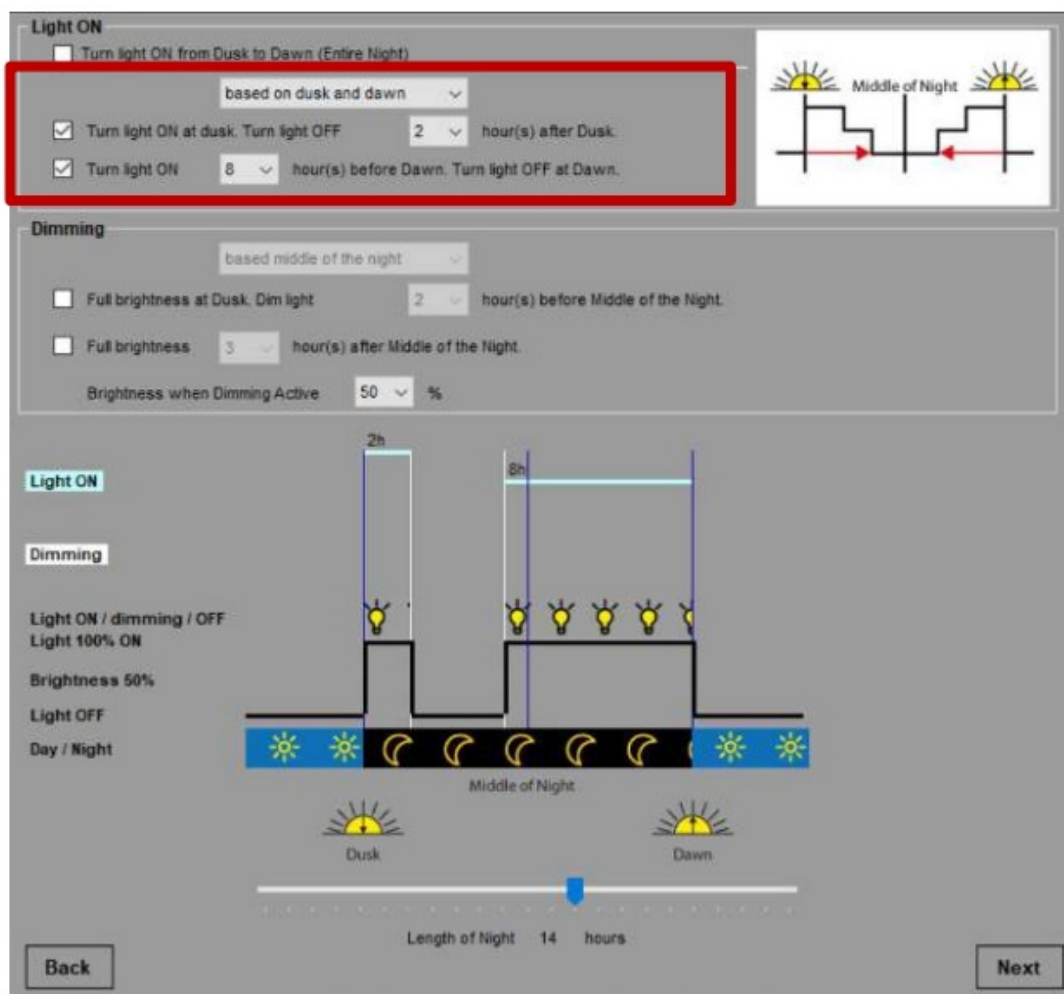 Light ON
Turn light ON from Dusk to Dawn (Entire Night)
based on dusk and dawn
Turn light ON at dusk. Turn light OFF 2 hour(s) after Dusk.
Turn light ON 8 hour(s) before Dawn. Turn light OFF at Dawn.
Middle of Night
Dimming
based middle of the night
Full brightness at Dusk. Dim light 2 hour(s) before Middle of the Night.
Full brightness 3 hour(s) after Middle of the Night.
Brightness when Dimming Active 50 %
2h
8h
Light ON
Dimming
Light ON / dimming / OFF
Light 100% ON
Brightness 50%
Light OFF
Day / Night
Middle of Night
Dusk Dawn
Length of Night 14 hours
Back Next